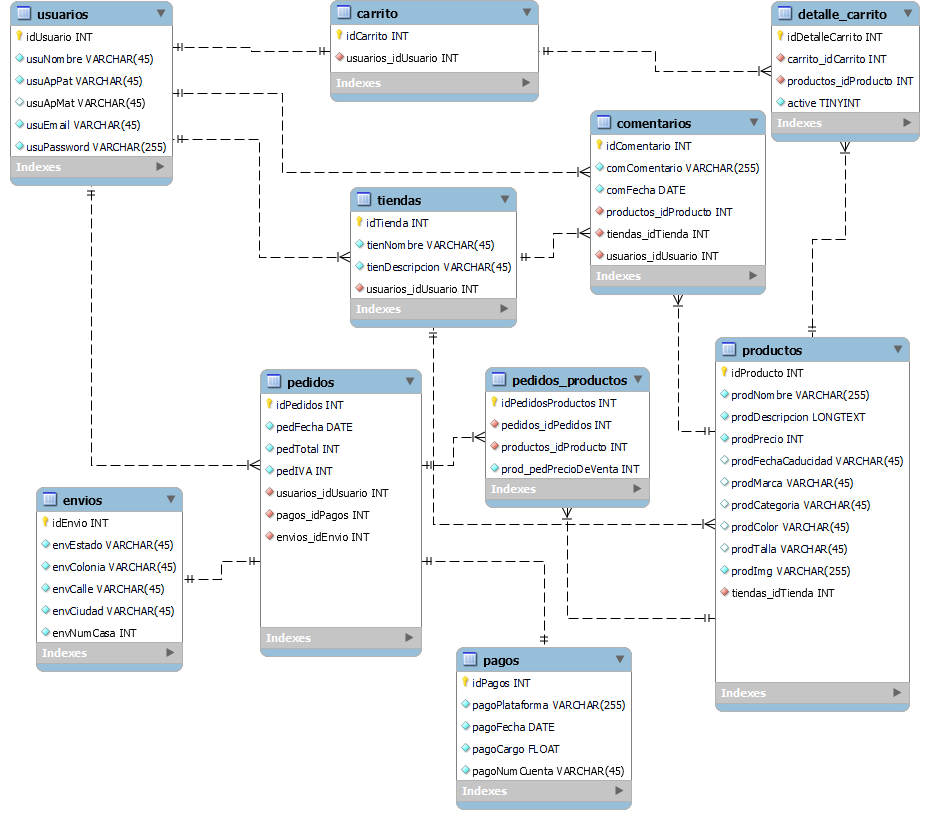 usuarios
idUsuario INT
usuNombre VARCHAR(45)
usuApPat VARCHAR(45)
usuApMat VARCHAR(45)
usuEmail VARCHAR(45)
usuPassword VARCHAR(255)
Indexes
carrito
idCarrito INT
usuarios_idUsuario INT
Indexes
detalle_carrito
idDetalleCarrito INT
carrito_idCarrito INT
productos_idProducto INT
active TINYINT
Indexes
comentarios
idComentario INT
comComentario VARCHAR(255)
comFecha DATE
productos_idProducto INT
tiendas_idTienda INT
usuarios_idUsuario INT
Indexes
tiendas
idTienda INT
tienNombre VARCHAR(45)
tienDescripcion VARCHAR(45)
usuarios_idUsuario INT
Indexes
productos
idProducto INT
prodNombre VARCHAR(255)
prodDescripcion LONGTEXT
prodPrecio INT
prodFechaCaducidad VARCHAR(45)
prodMarca VARCHAR(45)
prodCategoria VARCHAR(45)
prodColor VARCHAR(45)
prodTalla VARCHAR(45)
prodImg VARCHAR(255)
tiendas_idTienda INT
Indexes
pedidos
idPedidos INT
pedFecha DATE
pedTotal INT
pedIVA INT
usuarios_idUsuario INT
pagos_idPagos INT
envios_idEnvio INT
Indexes
pedidos_productos
idPedidosProductos INT
pedidos_idPedidos INT
productos_idProducto INT
prod_pedPrecioDeVenta INT
Indexes
envios
idEnvio INT
envEstado VARCHAR(45)
envColonia VARCHAR(45)
envCalle VARCHAR(45)
envCiudad VARCHAR(45)
envNumCasa INT
Indexes
pagos
idPagos INT
pagoPlataforma VARCHAR(255)
pagoFecha DATE
pagoCargo FLOAT
pagoNumCuenta VARCHAR(45)
Indexes